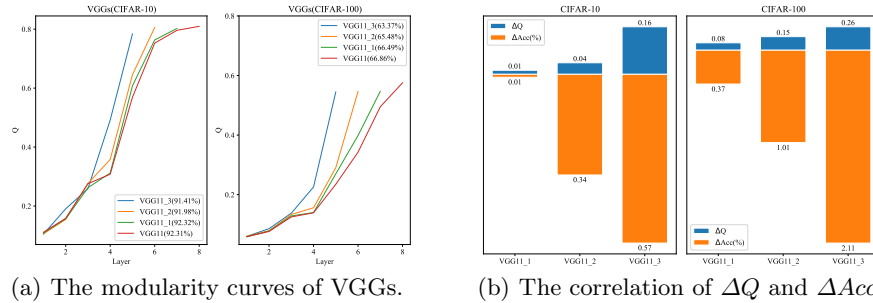 VGGs(CIFAR-10)
0.8
0.6
0.4
0.2
Q
2
4
6
8
Layer
VGG11_3(91.41%)
VGG11_2(91.98%)
VGG11_1(92.32%)
VGG11(92.31%)
VGGs(CIFAR-100)
0.8
0.6
0.4
0.2
Q
2
4
6
8
Layer
VGG11_3(63.37%)
VGG11_2(65.48%)
VGG11_1(66.49%)
VGG11(66.86%)
(a) The modularity curves of VGGs.
CIFAR-10
ΔQ
ΔAcc(%)
0.01
0.01
0.04
0.34
0.16
0.57
VGG11_1
VGG11_2
VGG11_3
CIFAR-100
0.08
0.37
0.15
1.01
0.26
2.11
ΔQ
ΔAcc(%)
VGG11_1
VGG11_2
VGG11_3
(b) The correlation of ΔQ and ΔAcc